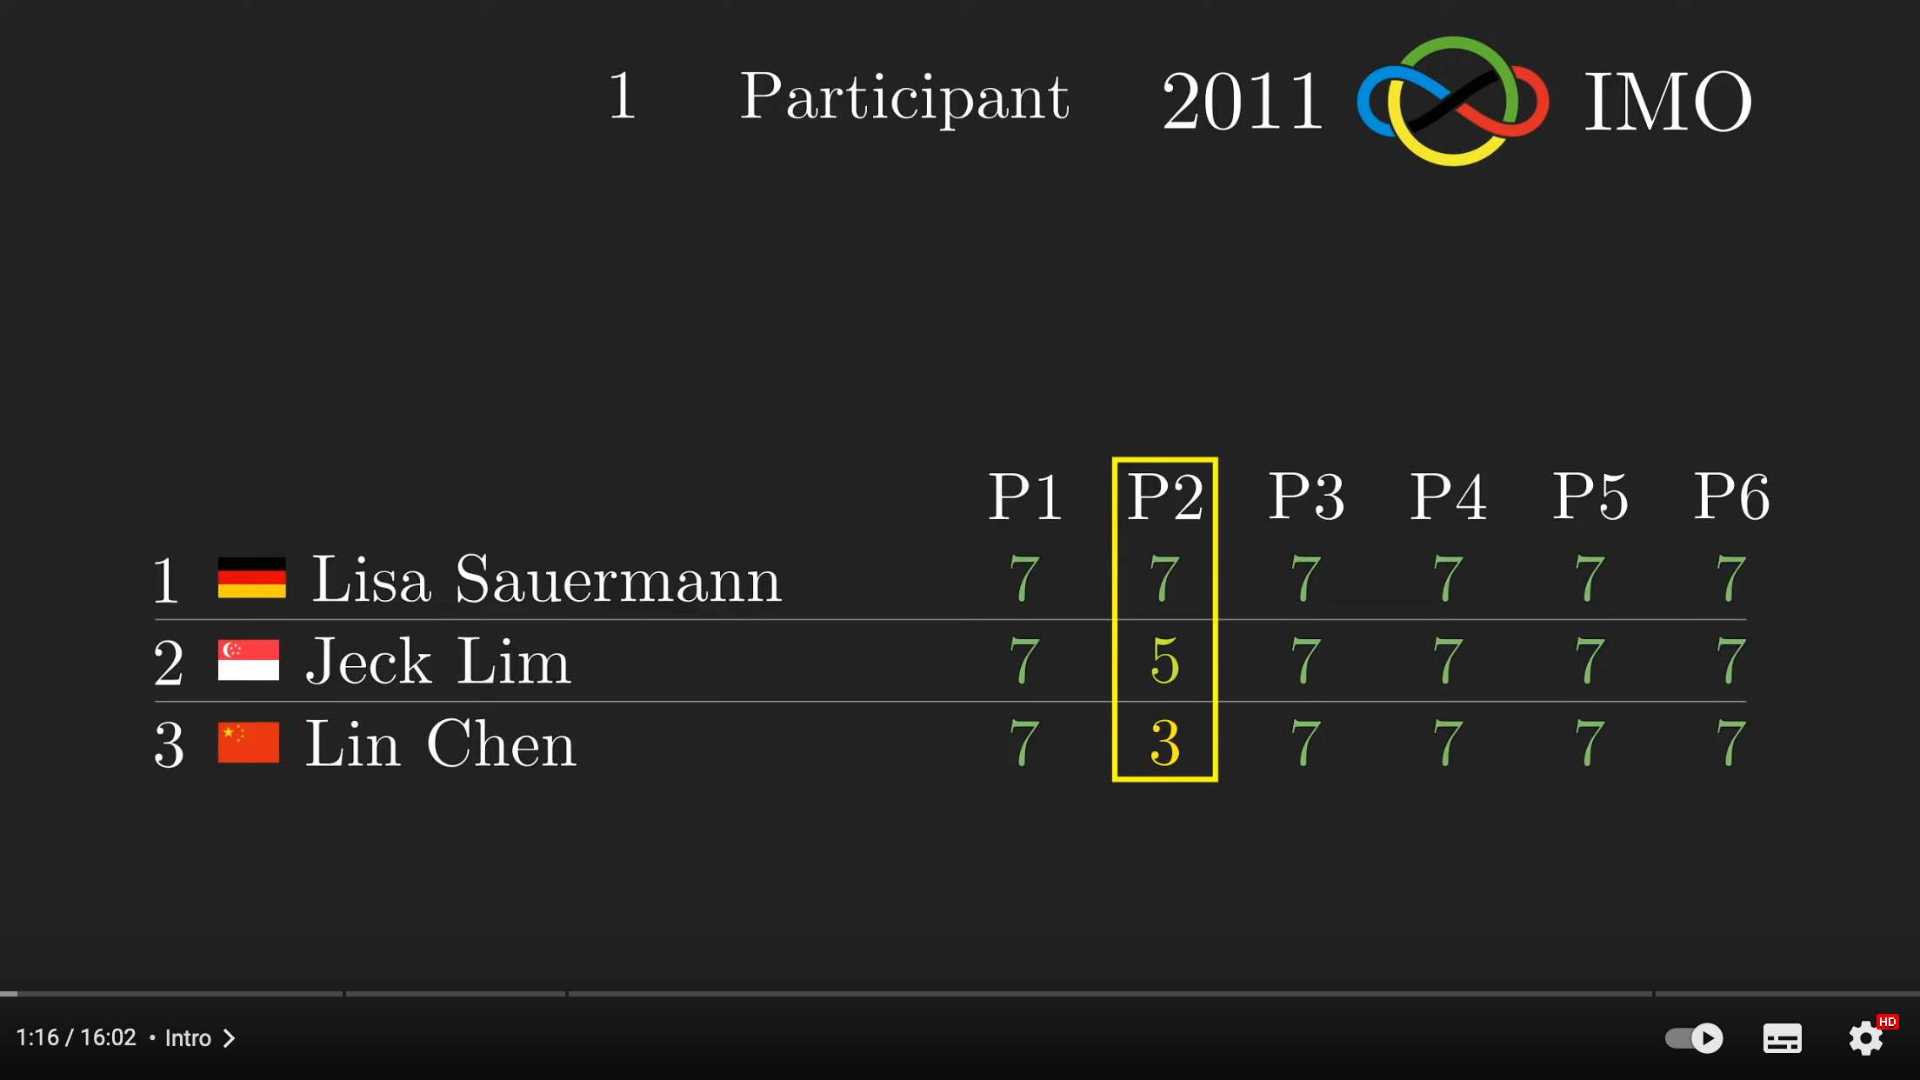 1 Participant 2011 IMO
P1 P2 P3 P4 P5 P6
1 Lisa Sauermann 7 7 7 7 7 7
2 Jeck Lim 7 5 7 7 7 7
3 Lin Chen 7 3 7 7 7 7
1:16 / 16:02 • Intro
HD